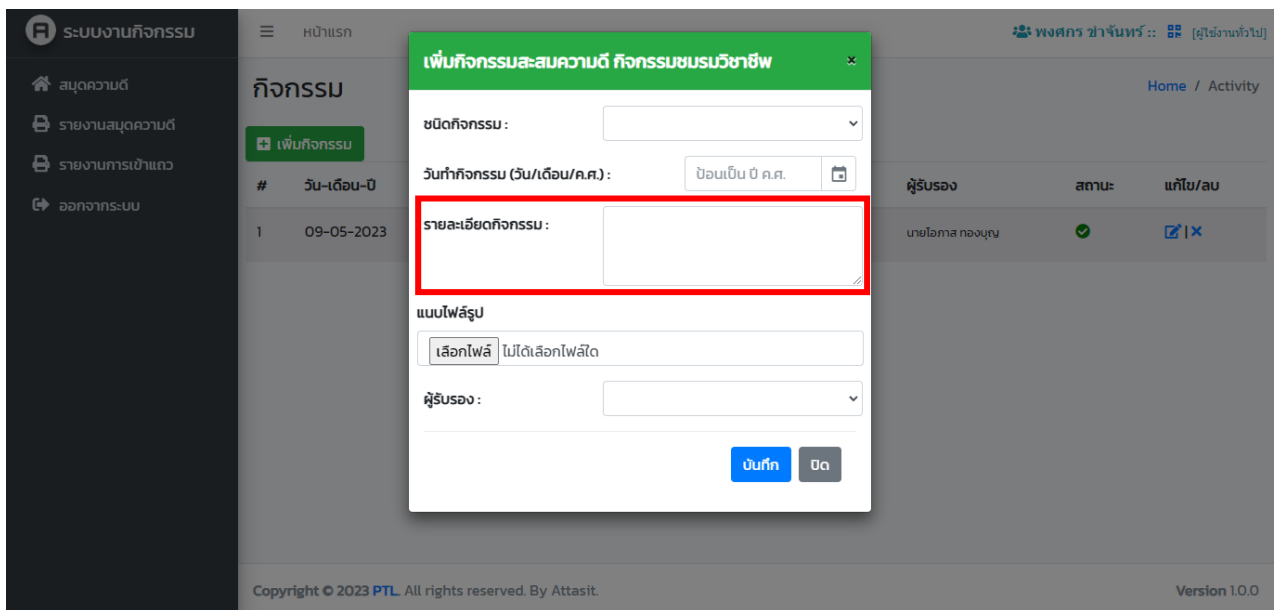 ระบบงานกิจกรรม
หน้าแรก
พงศกร ขำจันทร์ :: [ผู้ใช้งานทั่วไป]
สมุดความดี
รายงานสมุดความดี
รายงานการเข้าแถว
ออกจากระบบ
กิจกรรม
Home / Activity
เพิ่มกิจกรรม
# วัน-เดือน-ปี ผู้รับรอง สถานะ แก้ไข/ลบ
1 09-05-2023 นายโอภาส ทองบุญ |
เพิ่มกิจกรรมสะสมความดี กิจกรรมชมรมวิชาชีพ ×
ชนิดกิจกรรม :
วันทำกิจกรรม (วัน/เดือน/ค.ศ.) : ป้อนเป็น ปี ค.ศ.
รายละเอียดกิจกรรม :
แนบไฟล์รูป
เลือกไฟล์ ไม่ได้เลือกไฟล์ใด
ผู้รับรอง :
บันทึก ปิด
Copyright © 2023 PTL. All rights reserved. By Attasit.
Version 1.0.0